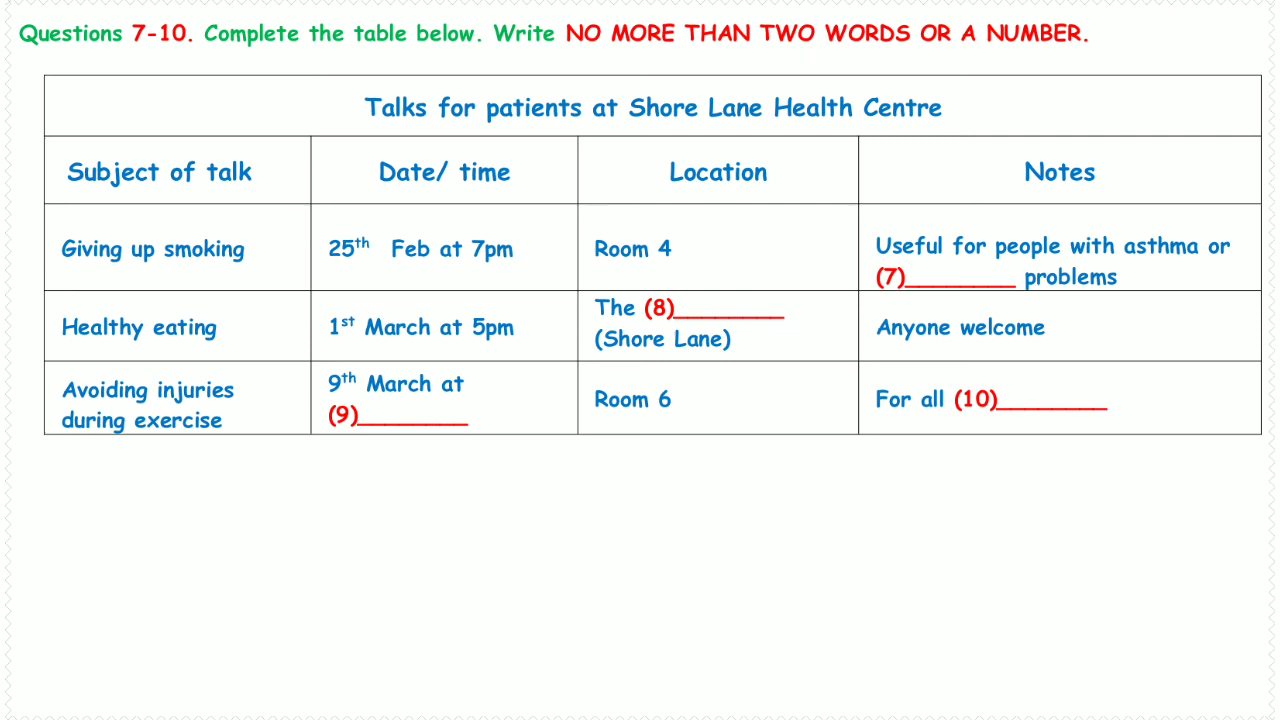 Questions 7-10. Complete the table below. Write NO MORE THAN TWO WORDS OR A NUMBER.
Talks for patients at Shore Lane Health Centre
Subject of talk Date/ time Location Notes
Giving up smoking 25th Feb at 7pm Room 4 Useful for people with asthma or
(7)________ problems
Healthy eating 1st March at 5pm The (8)________
(Shore Lane) Anyone welcome
Avoiding injuries
during exercise 9th March at
(9)________ Room 6 For all (10)________